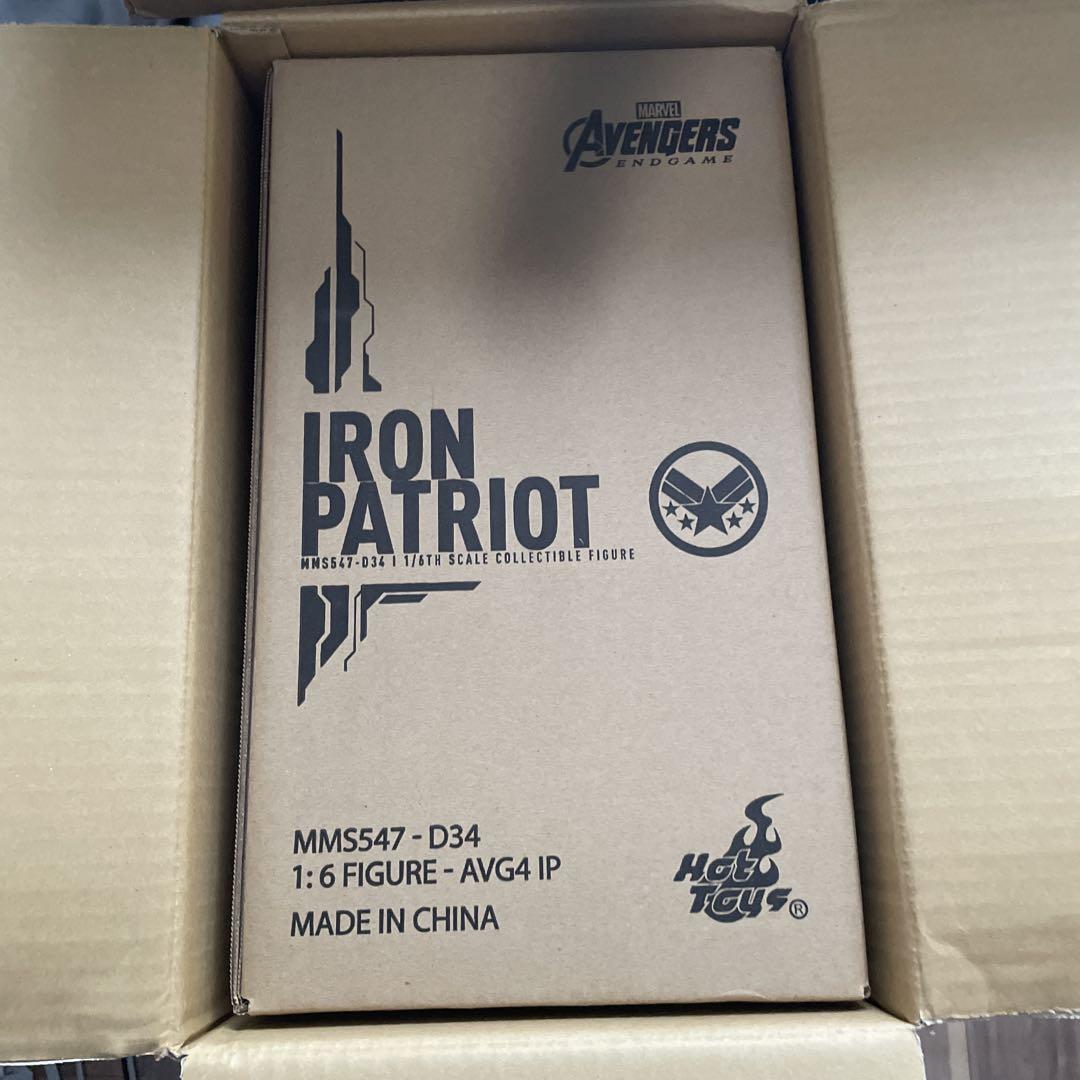 MARVEL
AVENGERS
ENDGAME
IRON
PATRIOT
MMS547-D34 | 1/6TH SCALE COLLECTIBLE FIGURE
MMS547 - D34
1: 6 FIGURE - AVG4 IP
MADE IN CHINA
Hot
Toys®